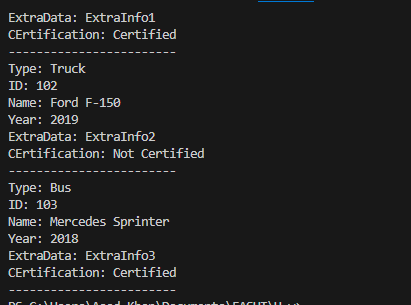 ExtraData: ExtraInfo1
CErtification: Certified
------------------------
Type: Truck
ID: 102
Name: Ford F-150
Year: 2019
ExtraData: ExtraInfo2
CErtification: Not Certified
------------------------
Type: Bus
ID: 103
Name: Mercedes Sprinter
Year: 2018
ExtraData: ExtraInfo3
CErtification: Certified
------------------------